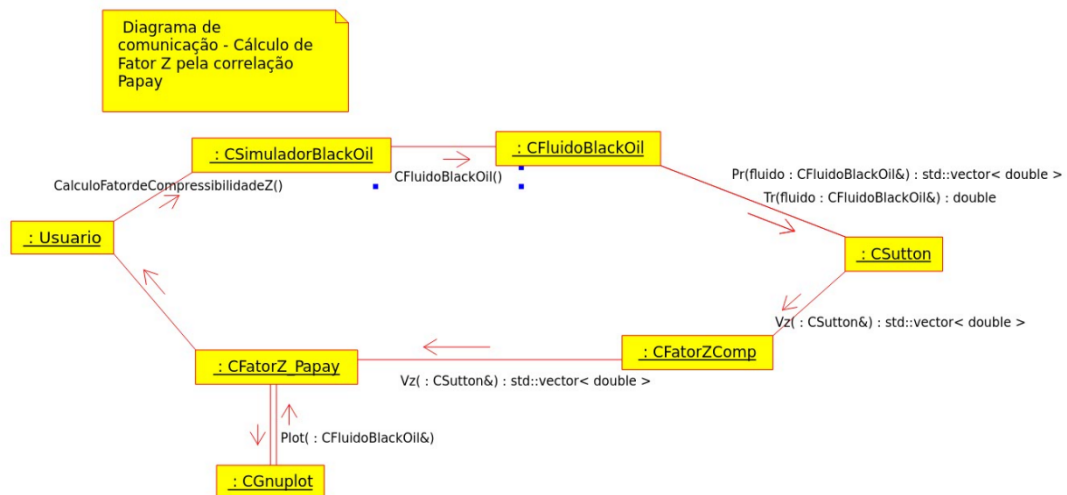 Diagrama de
comunicação - Cálculo de
Fator Z pela correlação
Papay
: CSimuladorBlackOil
: CFluidoBlackOil
CFluidoBlackOil()
CalculoFatordeCompressibilidadeZ()
Pr(fluido : CFluidoBlackOil&) : std::vector< double >
Tr(fluido : CFluidoBlackOil&) : double
: Usuario
: CSutton
Vz( : CSutton&) : std::vector< double >
: CFatorZComp
: CFatorZ_Papay
Vz( : CSutton&) : std::vector< double >
Plot( : CFluidoBlackOil&)
: CGnuplot